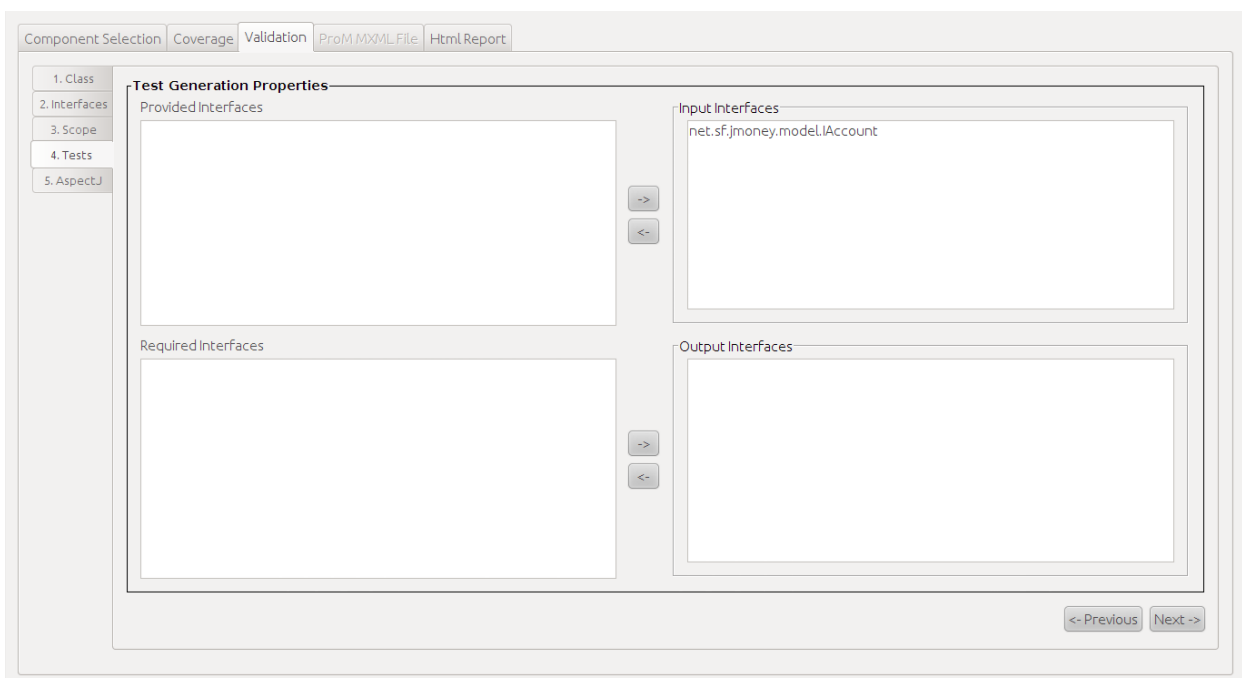 Component Selection Coverage Validation ProM MXML File Html Report
1. Class
2. Interfaces
3. Scope
4. Tests
5. AspectJ
Test Generation Properties
Provided Interfaces
Input Interfaces
net.sf.jmoney.model.IAccount
->
<-
Required Interfaces
Output Interfaces
->
<-
<- Previous Next ->